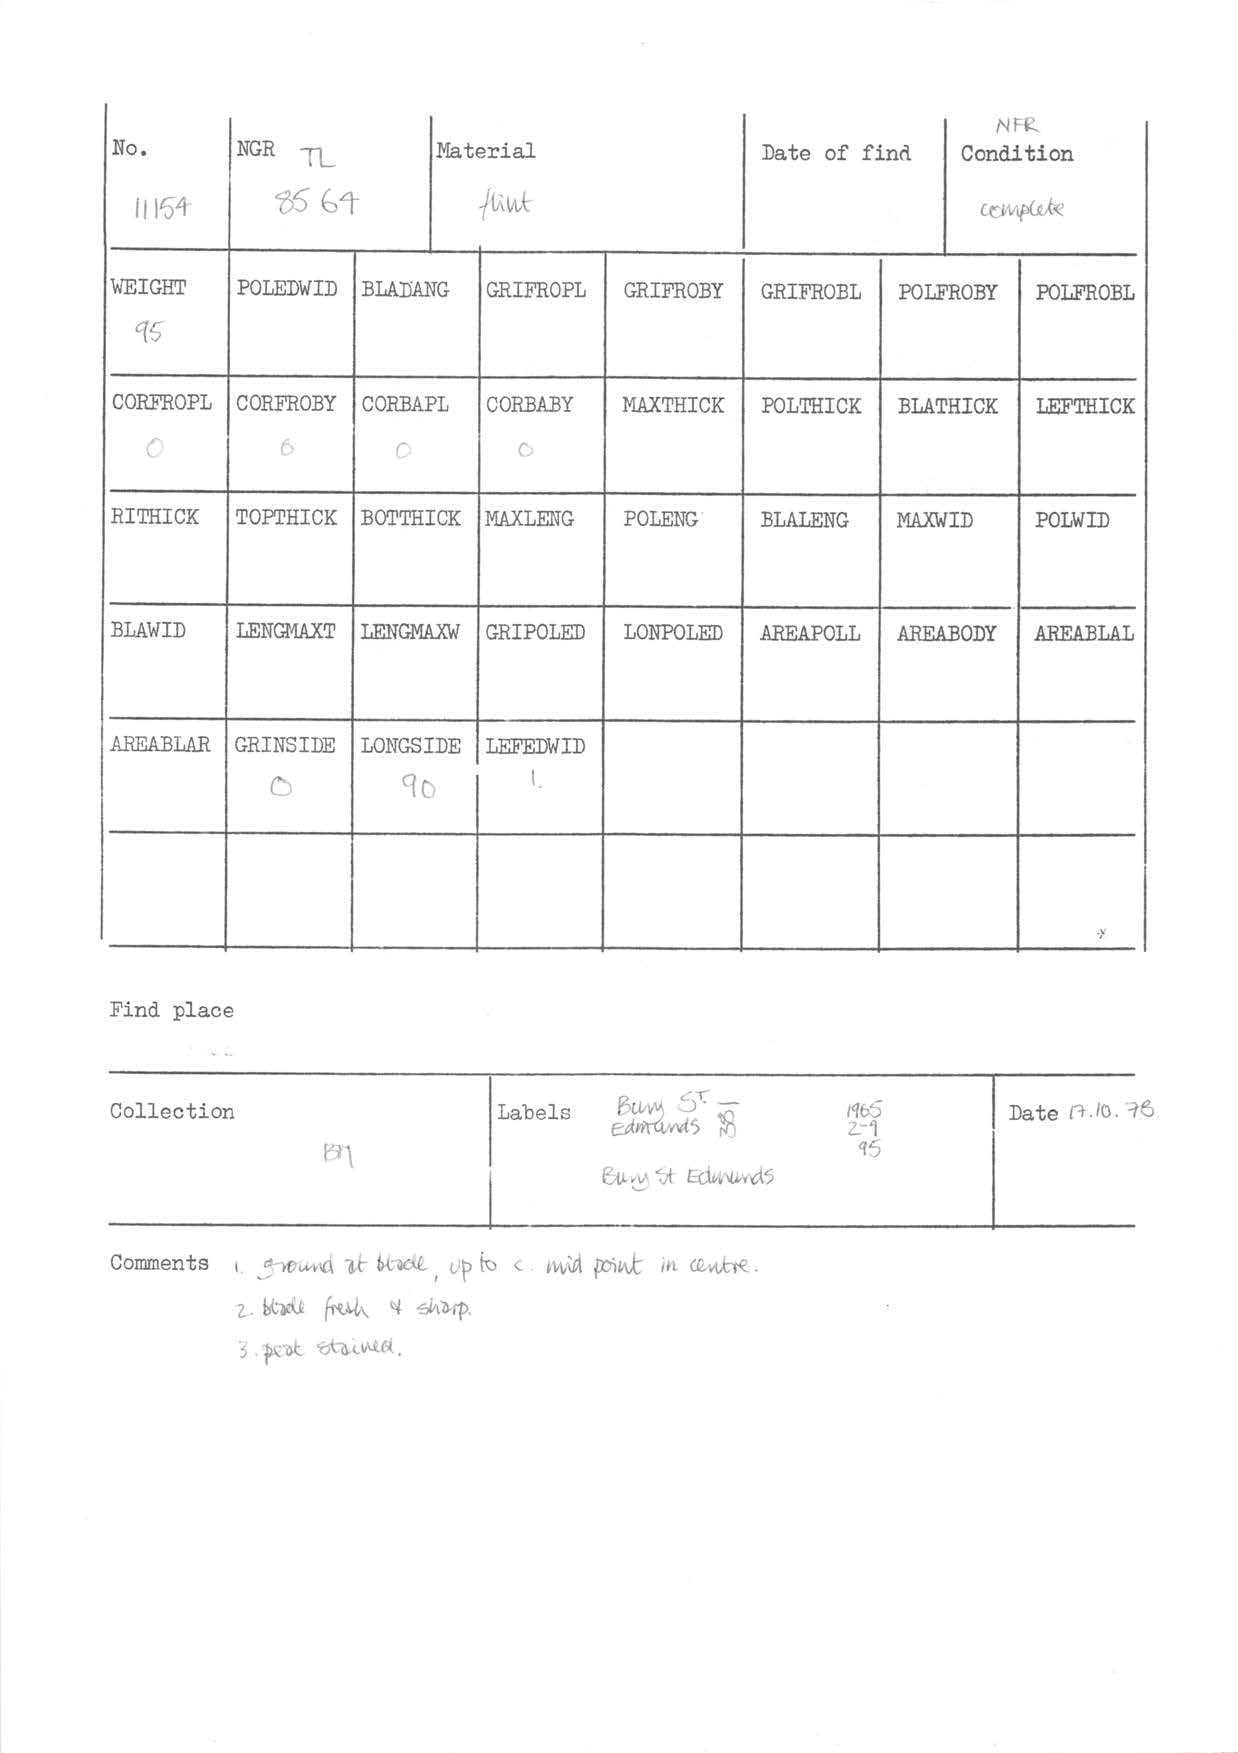 NFR
No. NGR TL Material Date of find Condition
11154 85 64 flint complete
WEIGHT POLEDWID BLADANG GRIFROPL GRIFROBY GRIFROBL POLFROBY POLFROBL
95
CORFROPL CORFROBY CORBAPL CORBABY MAXTHICK POLTHICK BLATHICK LEFTHICK
0 0 0 0
RITHICK TOPTHICK BOTTHICK MAXLENG POLENG BLALENG MAXWID POLWID
BLAWID LENGMAXT LENGMAXW GRIPOLED LONPOLED AREAPOLL AREABODY AREABLAL
AREABLAR GRINSIDE LONGSIDE LEFEDWID
0 90 1.
Find place
Collection
BM
Labels
Bury St.
Edmunds
Bury St Edmunds
1965
2-9
95
Date 17.10.78
Comments 1. ground at blade, up to c. mid point in centre.
2. blade fresh & sharp.
3. peat stained.